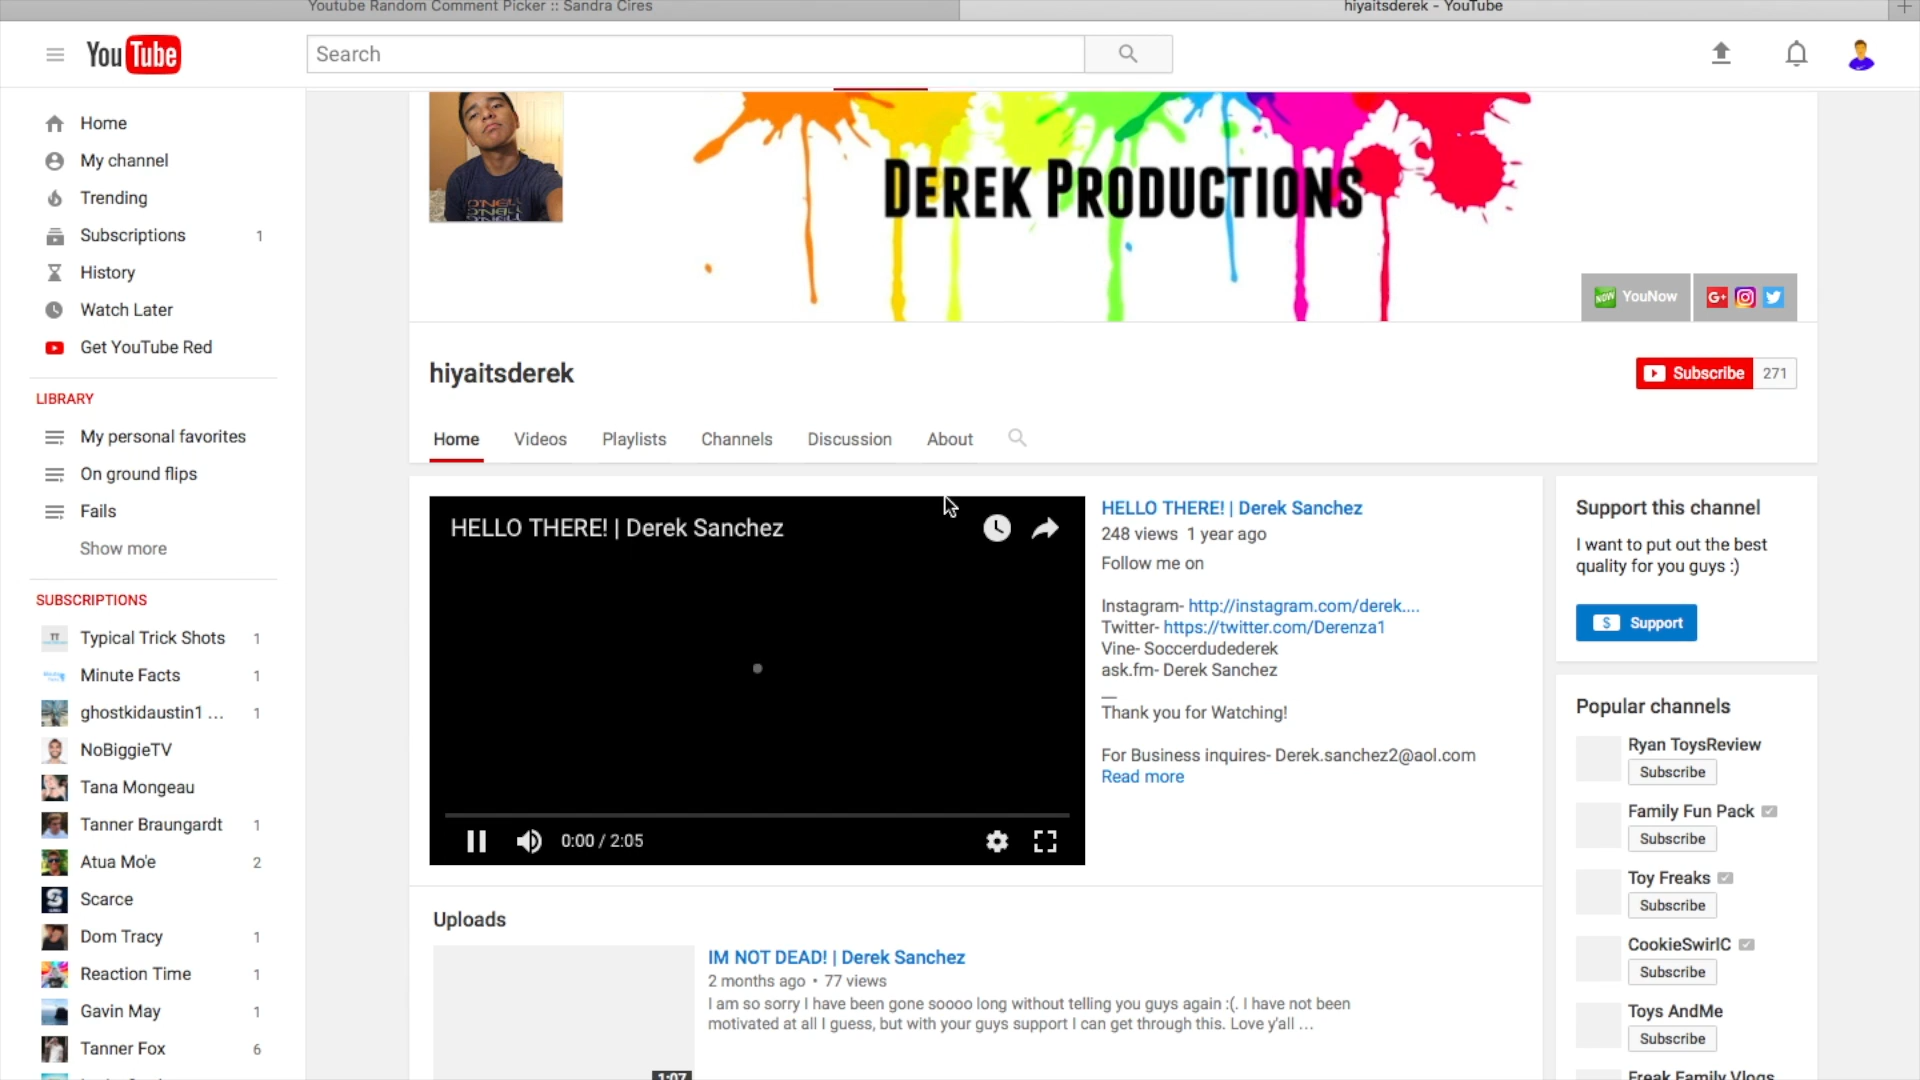 Youtube Random Comment Picker :: Sandra Cires
hiyaitsderek - YouTube
YouTube
Search
Home
My channel
Trending
Subscriptions 1
History
Watch Later
Get YouTube Red
LIBRARY
My personal favorites
On ground flips
Fails
Show more
SUBSCRIPTIONS
Typical Trick Shots 1
Minute Facts 1
ghostkidaustin1 ... 1
NoBiggieTV
Tana Mongeau
Tanner Braungardt 1
Atua Mo'e 2
Scarce
Dom Tracy 1
Reaction Time 1
Gavin May 1
Tanner Fox 6
O'NEILL
DEREK PRODUCTIONS
NOW YouNow
G+
hiyaitsderek
Subscribe 271
Home Videos Playlists Channels Discussion About
HELLO THERE! | Derek Sanchez
0:00 / 2:05
HELLO THERE! | Derek Sanchez
248 views 1 year ago
Follow me on
Instagram- http://instagram.com/derek....
Twitter- https://twitter.com/Derenza1
Vine- Soccerdudederek
ask.fm- Derek Sanchez
—
Thank you for Watching!
For Business inquires- Derek.sanchez2@aol.com
Read more
Uploads
IM NOT DEAD! | Derek Sanchez
2 months ago • 77 views
I am so sorry I have been gone soooo long without telling you guys again :(. I have not been
motivated at all I guess, but with your guys support I can get through this. Love y'all ...
1:07
Support this channel
I want to put out the best
quality for you guys :)
$ Support
Popular channels
Ryan ToysReview
Subscribe
Family Fun Pack
Subscribe
Toy Freaks
Subscribe
CookieSwirlC
Subscribe
Toys AndMe
Subscribe
Freak Family Vlogs